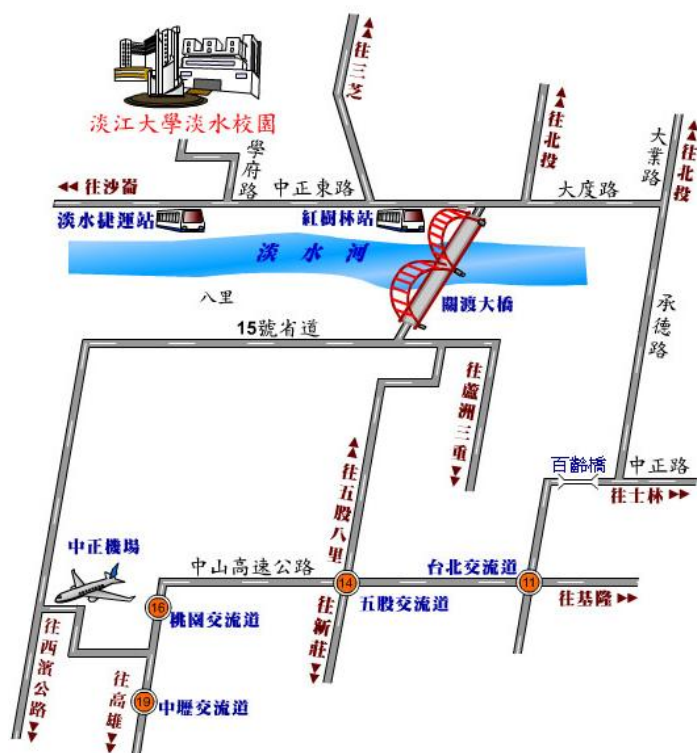 往三芝
淡江大學淡水校園
學府路
往北投
大業路
往北投
往沙崙
中正東路
大度路
淡水捷運站
紅樹林站
淡水河
八里
關渡大橋
承德路
15號省道
往蘆洲三重
往五股八里
百齡橋
中正路
往士林
中正機場
中山高速公路
台北交流道
14
11
16
桃園交流道
五股交流道
往基隆
往西濱公路
往高雄
往新莊
19
中壢交流道